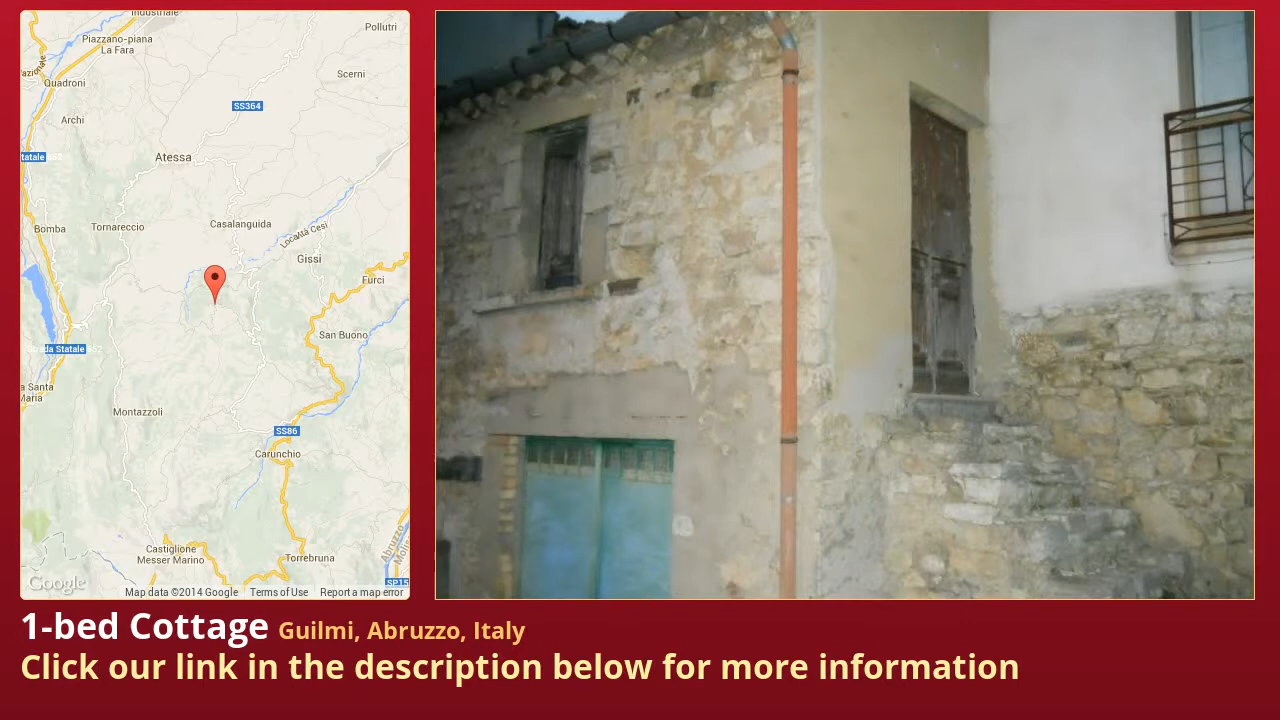 Industriale
Pollutri
Piazzano-piana
La Fara
Scerni
Quadroni
SS364
Archi
Atessa
Bomba
Tornareccio
Casalanguida
Località Cesi
Gissi
Furci
San Buono
Strada Statale 652
a Santa
Maria
Montazzoli
SS86
Carunchio
Castiglione
Messer Marino
Torrebruna
Abruzzo
Molise
SP15
Google
Map data ©2014 Google Terms of Use Report a map error
1-bed Cottage Guilmi, Abruzzo, Italy
Click our link in the description below for more information